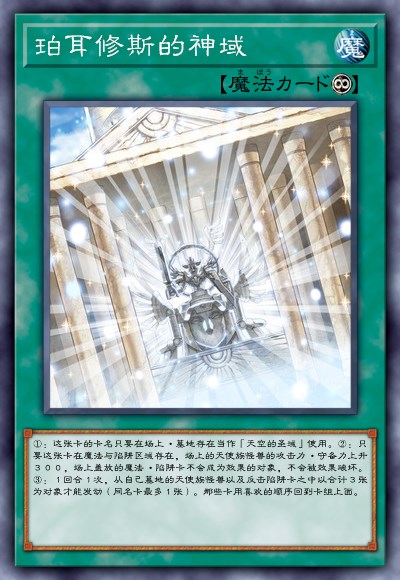 珀耳修斯的神域
魔
【魔法カード】
まほう
①：这张卡的卡名只要在场上・墓地存在当作「天空的圣域」使用。②：只
要这张卡在魔法与陷阱区域存在，场上的天使族怪兽的攻击力・守备力上升
３００，场上盖放的魔法・陷阱卡不会成为效果的对象，不会被效果破坏。
③：１回合１次，从自己墓地的天使族怪兽以及反击陷阱卡之中以合计３张
为对象才能发动（同名卡最多１张）。那些卡用喜欢的顺序回到卡组上面。